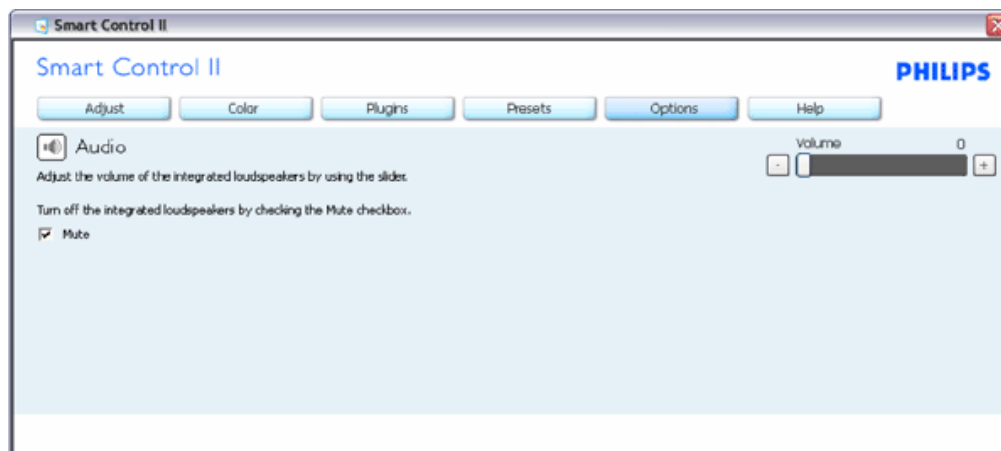 Smart Control II
Smart Control II
PHILIPS
Adjust Color Plugins Presets Options Help
Audio
Volume 0
- +
Adjust the volume of the integrated loudspeakers by using the slider.
Turn off the integrated loudspeakers by checking the Mute checkbox.
Mute